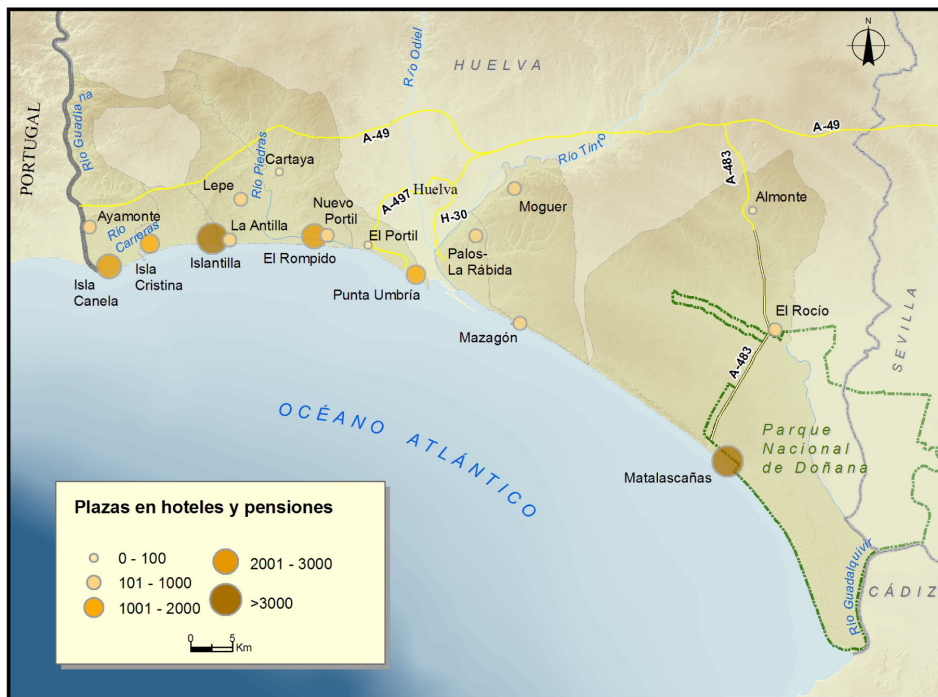 N
HUELVA
Río Odiel
PORTUGAL
Río Guadiana
A-49
A-49
Río Tinto
Cartaya
Río Piedras
A-483
Lepe
A-497
Huelva
Moguer
Almonte
Ayamonte
Río
Carreras
La Antilla
Nuevo
Portil
H-30
El Portil
Isla
Canela
Isla
Cristina
Islantilla
El Rompido
Palos-
La Rábida
Punta Umbría
El Rocío
SEVILLA
Mazagón
A-483
OCÉANO ATLÁNTICO
Parque
Nacional
de Doñana
Matalascañas
Plazas en hoteles y pensiones
0 - 100
101 - 1000
1001 - 2000
2001 - 3000
>3000
0 5
Km
Río Guadalquivir
CÁDIZ